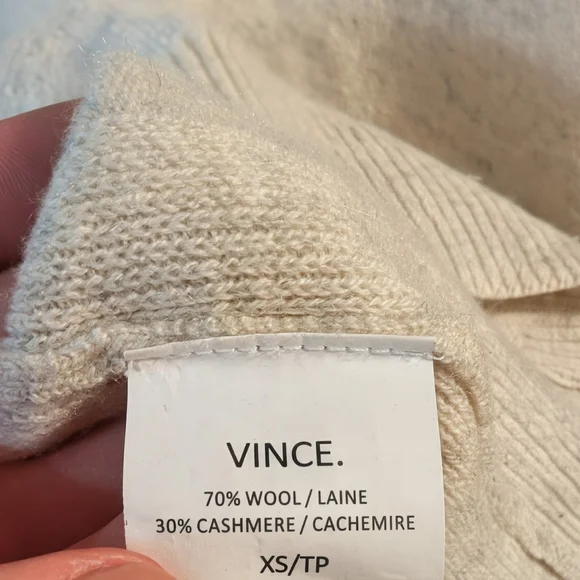 VINCE.
70% WOOL / LAINE
30% CASHMERE / CACHEMIRE
XS/TP